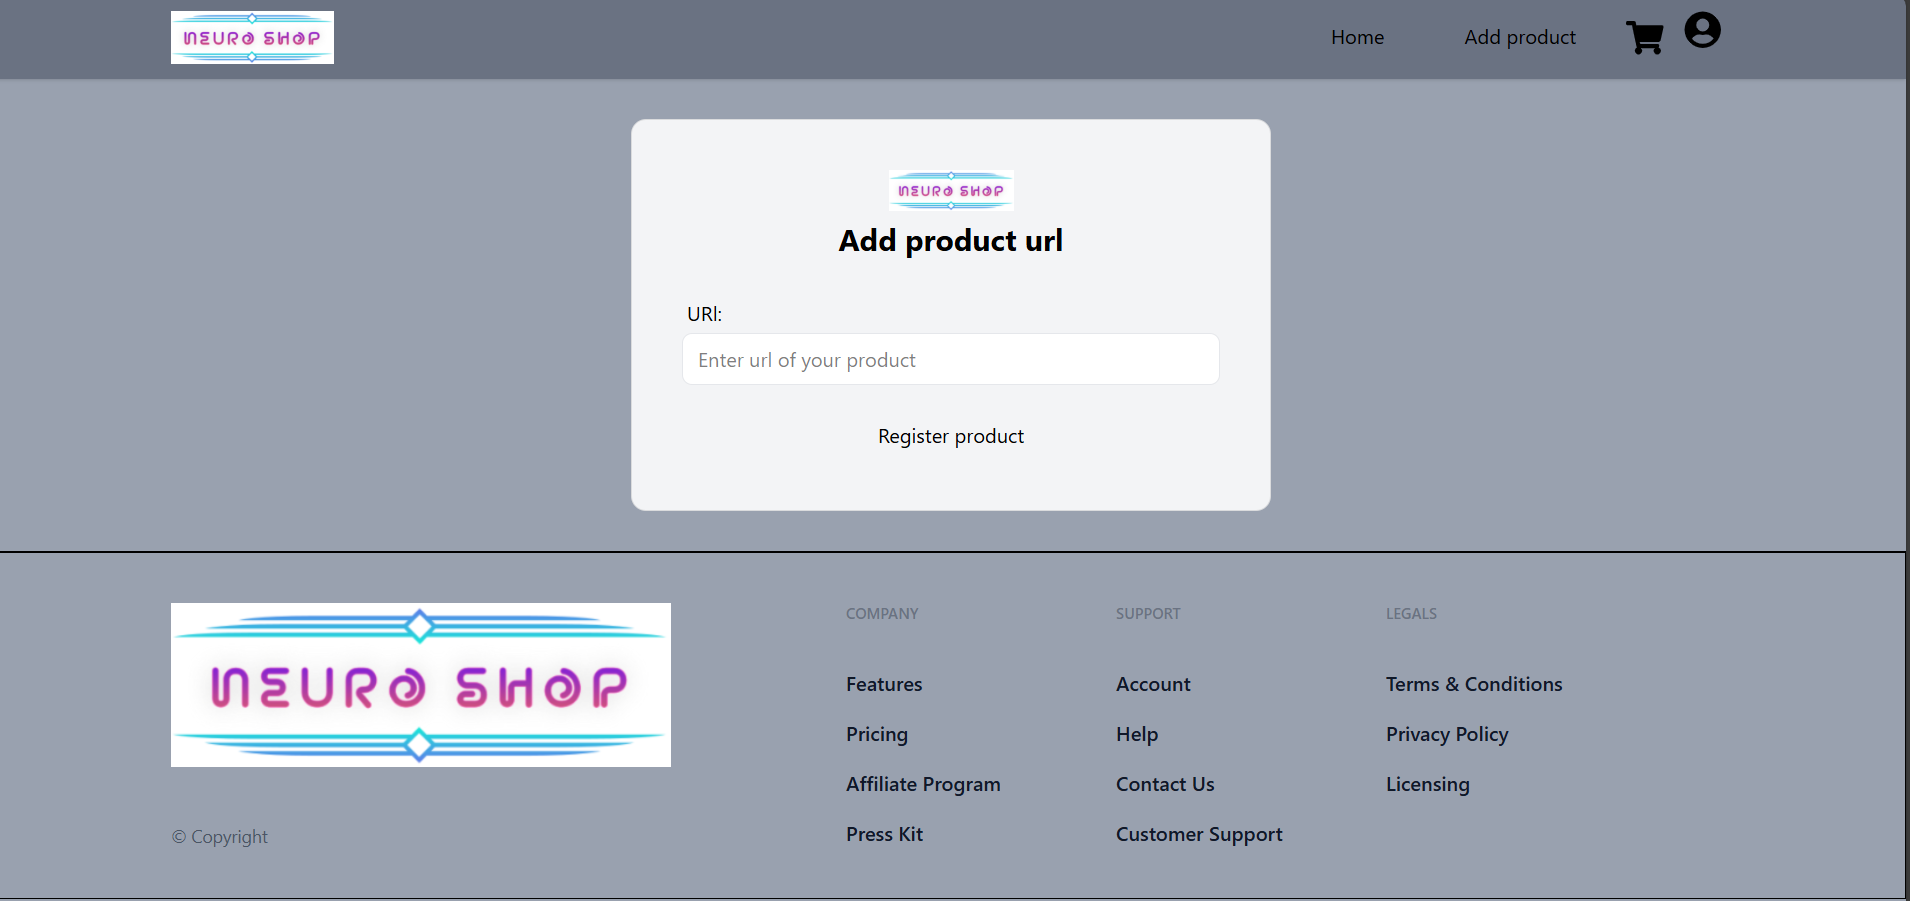 NEURO SHOP
Home
Add product
NEURO SHOP
Add product url
URl:
Enter url of your product
Register product
NEURO SHOP
© Copyright
COMPANY
Features
Pricing
Affiliate Program
Press Kit
SUPPORT
Account
Help
Contact Us
Customer Support
LEGALS
Terms & Conditions
Privacy Policy
Licensing